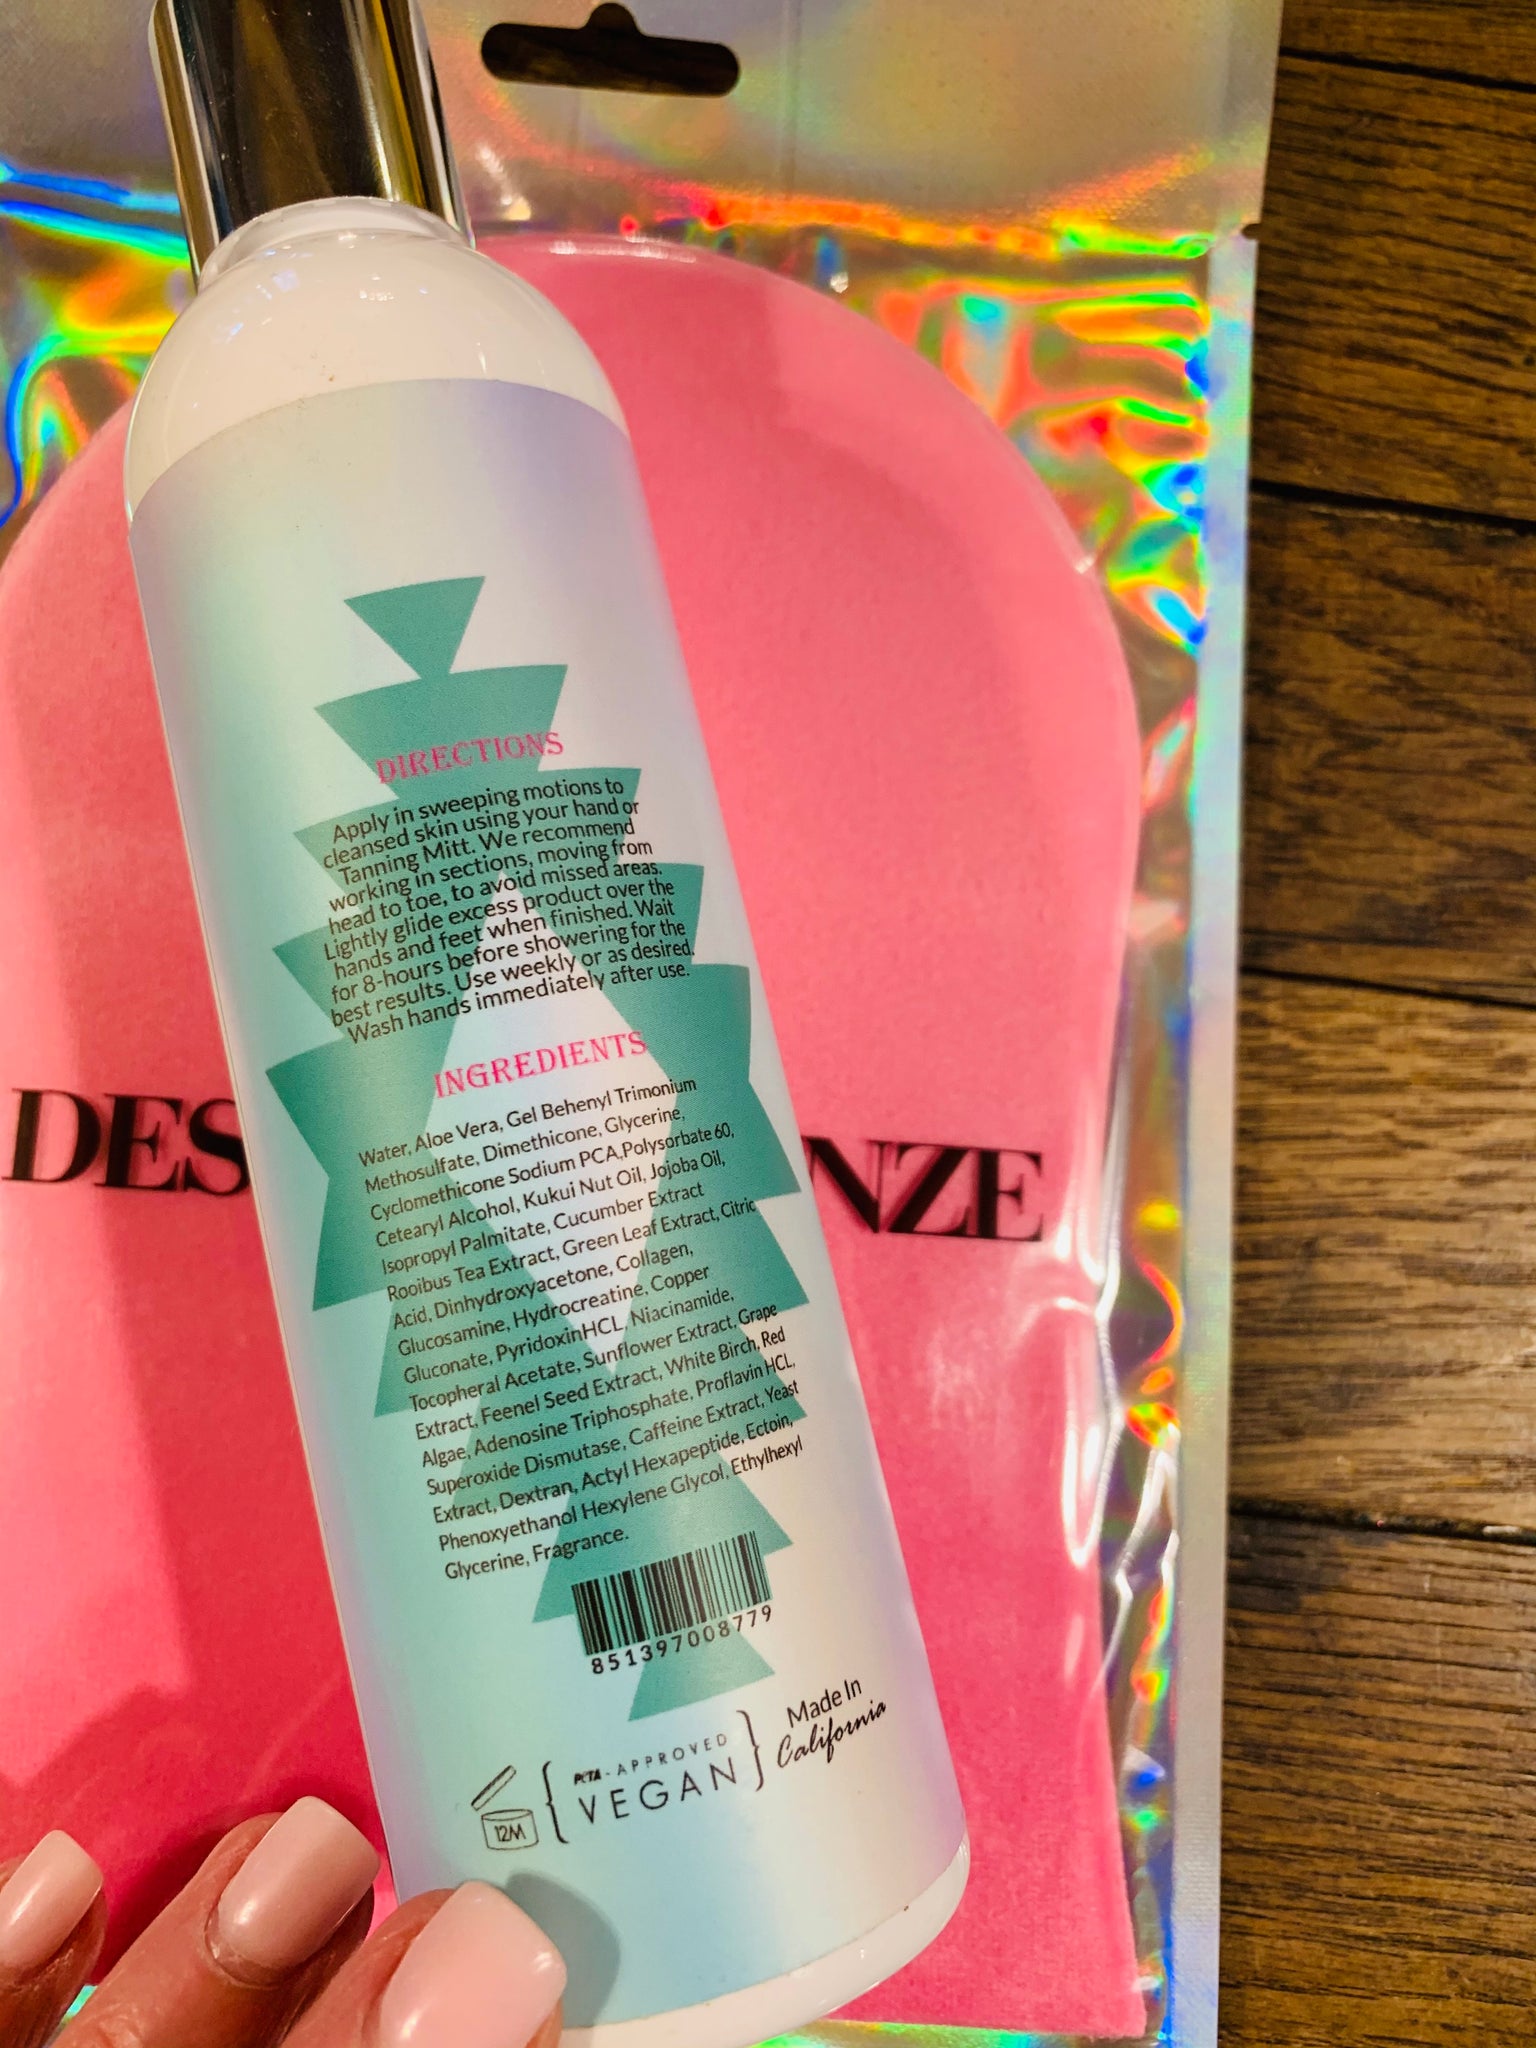 DIRECTIONS
Apply in sweeping motions to
cleansed skin using your hand or
Tanning Mitt. We recommend
working in sections, moving from
head to toe, to avoid missed areas.
Lightly glide excess product over the
hands and feet when finished. Wait
for 8-hours before showering for the
best results. Use weekly or as desired.
Wash hands immediately after use.
INGREDIENTS
Water, Aloe Vera, Gel Behenyl Trimonium
Methosulfate, Dimethicone, Glycerine,
Cyclomethicone Sodium PCA,Polysorbate 60,
Cetearyl Alcohol, Kukui Nut Oil, Jojoba Oil,
Isopropyl Palmitate, Cucumber Extract
Rooibus Tea Extract, Green Leaf Extract, Citric
Acid, Dinhydroxyacetone, Collagen,
Glucosamine, Hydrocreatine, Copper
Gluconate, PyridoxinHCL, Niacinamide,
Tocopheral Acetate, Sunflower Extract, Grape
Extract, Feenel Seed Extract, White Birch, Red
Algae, Adenosine Triphosphate, Proflavin HCL,
Superoxide Dismutase, Caffeine Extract, Yeast
Extract, Dextran, Actyl Hexapeptide, Ectoin,
Phenoxyethanol Hexylene Glycol, Ethylhexyl
Glycerine, Fragrance.
851397008779
Made In
California
PETA - APPROVED
VEGAN
12M
DES NZE